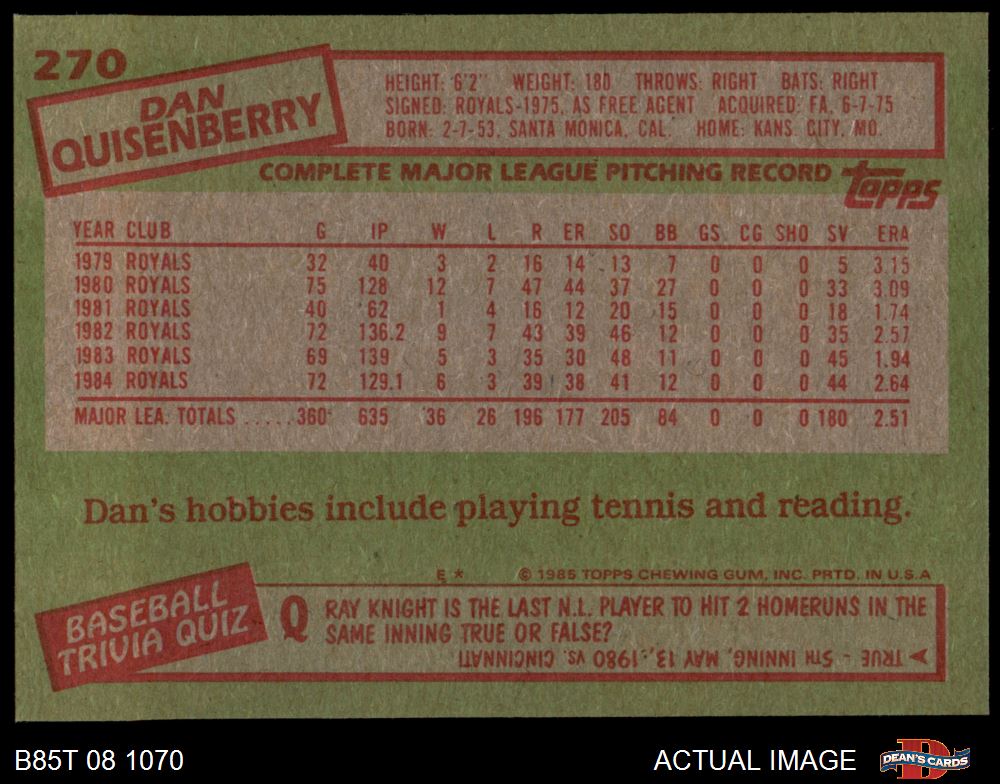 270
DAN
QUISENBERRY
HEIGHT: 6'2" WEIGHT: 180 THROWS: RIGHT BATS: RIGHT
SIGNED: ROYALS-1975, AS FREE AGENT ACQUIRED: FA, 6-7-75
BORN: 2-7-53, SANTA MONICA, CAL. HOME: KANS. CITY, MO.
COMPLETE MAJOR LEAGUE PITCHING RECORD topps
YEAR CLUB G IP W L R ER SO BB GS CG SHO SV ERA
1979 ROYALS 32 40 3 2 16 14 13 7 0 0 0 5 3.15
1980 ROYALS 75 128 12 7 47 44 37 27 0 0 0 33 3.09
1981 ROYALS 40 62 1 4 16 12 20 15 0 0 0 18 1.74
1982 ROYALS 72 136.2 9 7 43 39 46 12 0 0 0 35 2.57
1983 ROYALS 69 139 5 3 35 30 48 11 0 0 0 45 1.94
1984 ROYALS 72 129.1 6 3 39 38 41 12 0 0 0 44 2.64
MAJOR LEA. TOTALS ..... 360 635 36 26 196 177 205 84 0 0 0 180 2.51
Dan's hobbies include playing tennis and reading.
E * © 1985 TOPPS CHEWING GUM, INC. PRTD. IN U.S.A
BASEBALL
TRIVIA QUIZ
Q RAY KNIGHT IS THE LAST N.L. PLAYER TO HIT 2 HOMERUNS IN THE
SAME INNING TRUE OR FALSE?
TRUE - 5TH INNING, MAY 13, 1980 vs. CINCINNATI
B85T 08 1070 ACTUAL IMAGE DEAN'S CARDS